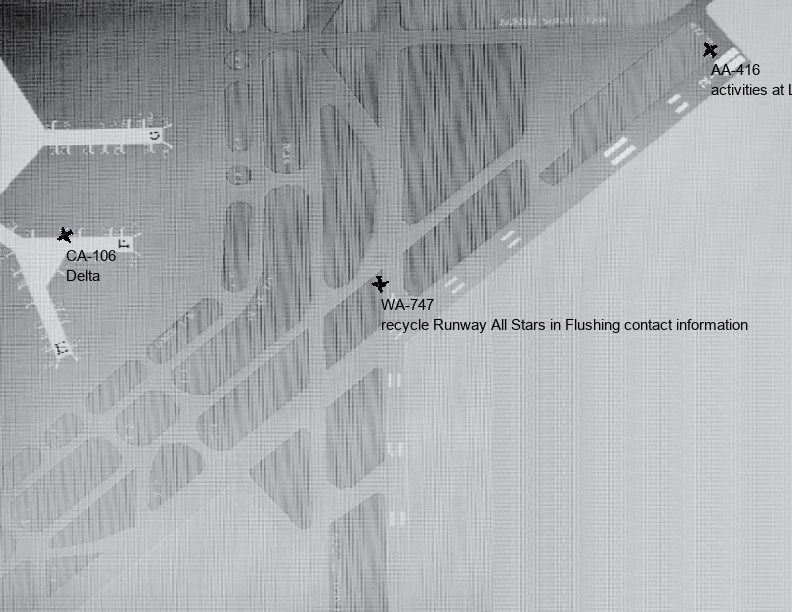 AA-416
activities at L
CA-106
Delta
WA-747
recycle Runway All Stars in Flushing contact information